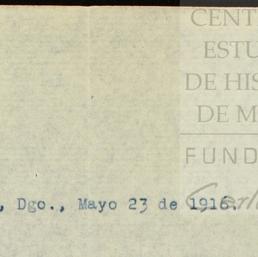 CENT
ESTU
DE HIS
DE M
FUND
, Dgo., Mayo 23 de 1916.